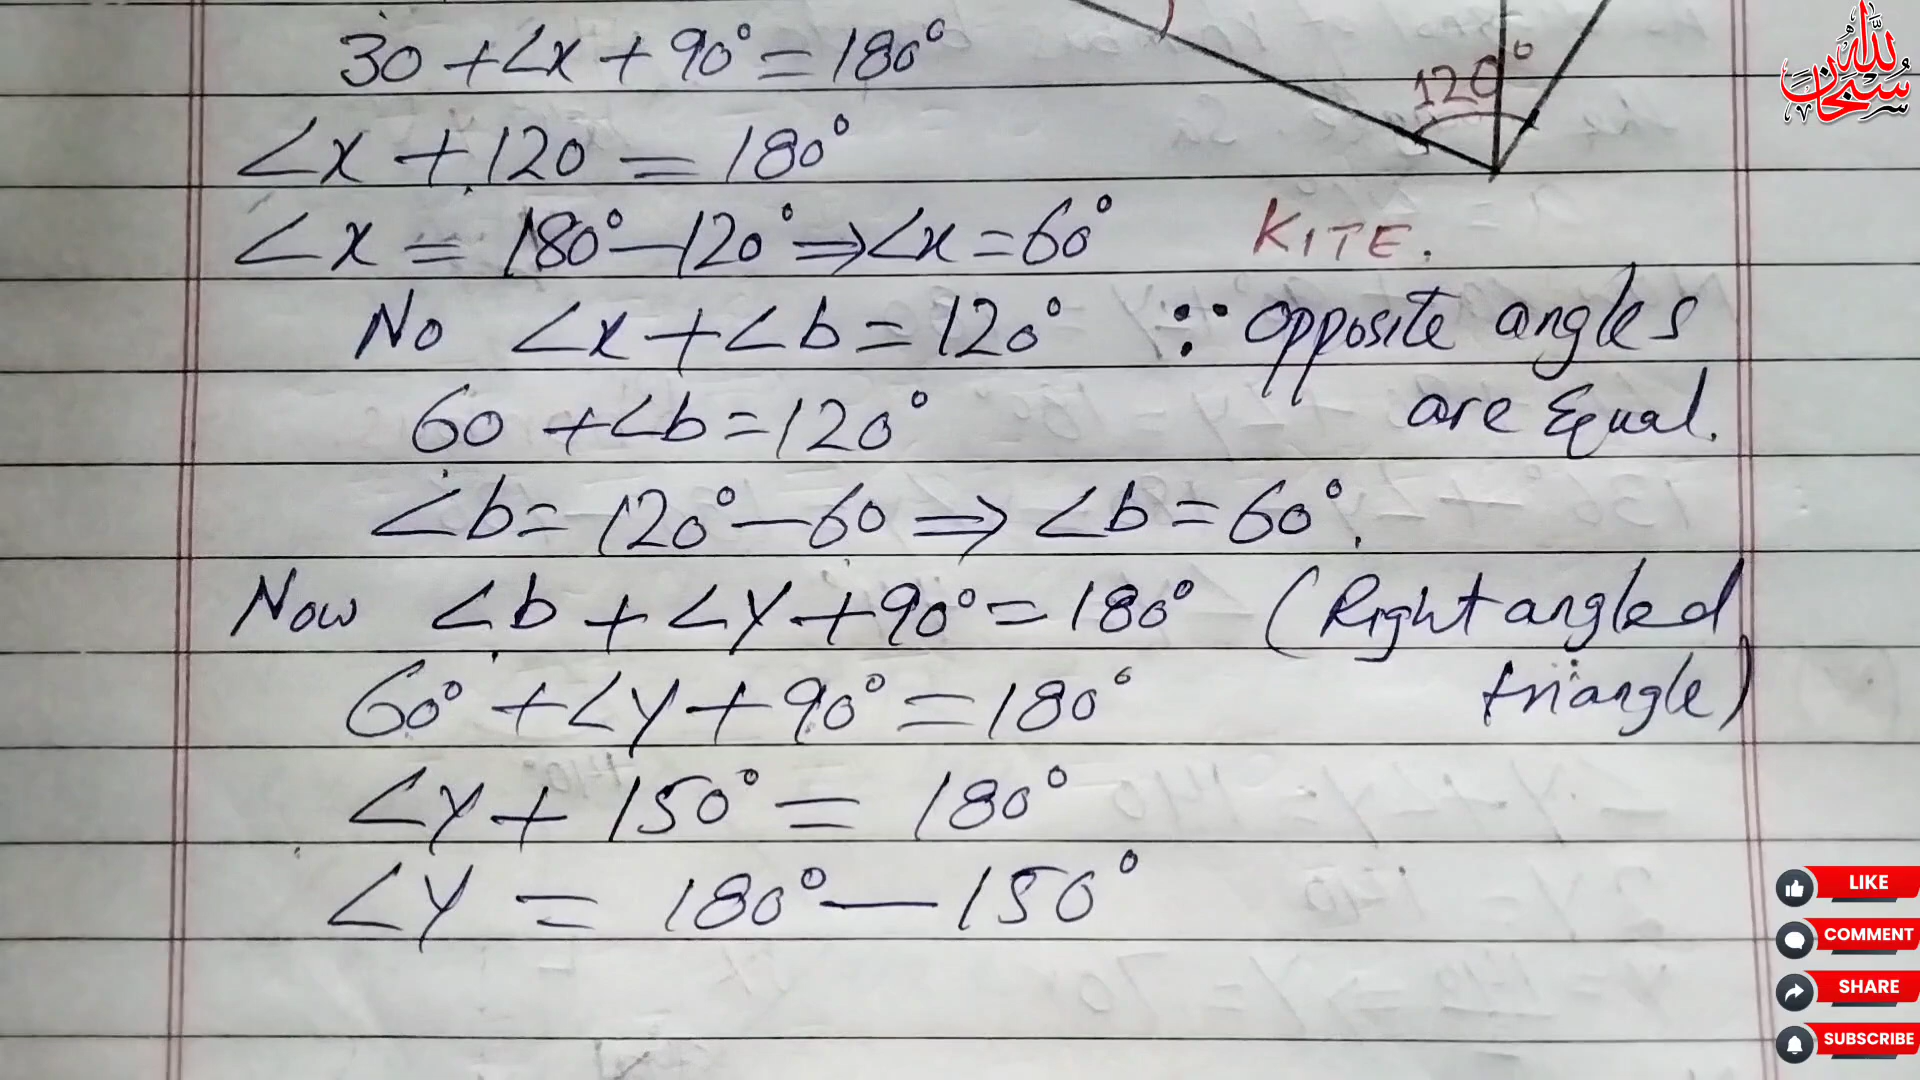 30 + ∠x + 90° = 180°
∠x + 120 = 180°
∠x = 180° – 120° ⇒ ∠x = 60°
No ∠x + ∠b = 120° ∵ opposite angles
are Equal.
60 + ∠b = 120°
∠b = 120° – 60 ⇒ ∠b = 60°.
Now ∠b + ∠y + 90° = 180° (Right angled
triangle)
60° + ∠y + 90° = 180°
∠y + 150° = 180°
∠y = 180° – 150°
120°
KITE.
سبحان الله
LIKE
COMMENT
SHARE
SUBSCRIBE